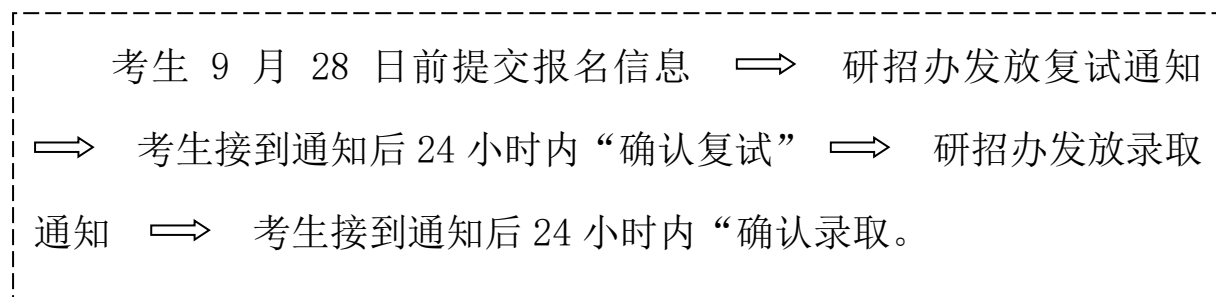 考生 9 月 28 日前提交报名信息 ⇨ 研招办发放复试通知
⇨ 考生接到通知后 24 小时内“确认复试” ⇨ 研招办发放录取
通知 ⇨ 考生接到通知后 24 小时内“确认录取。